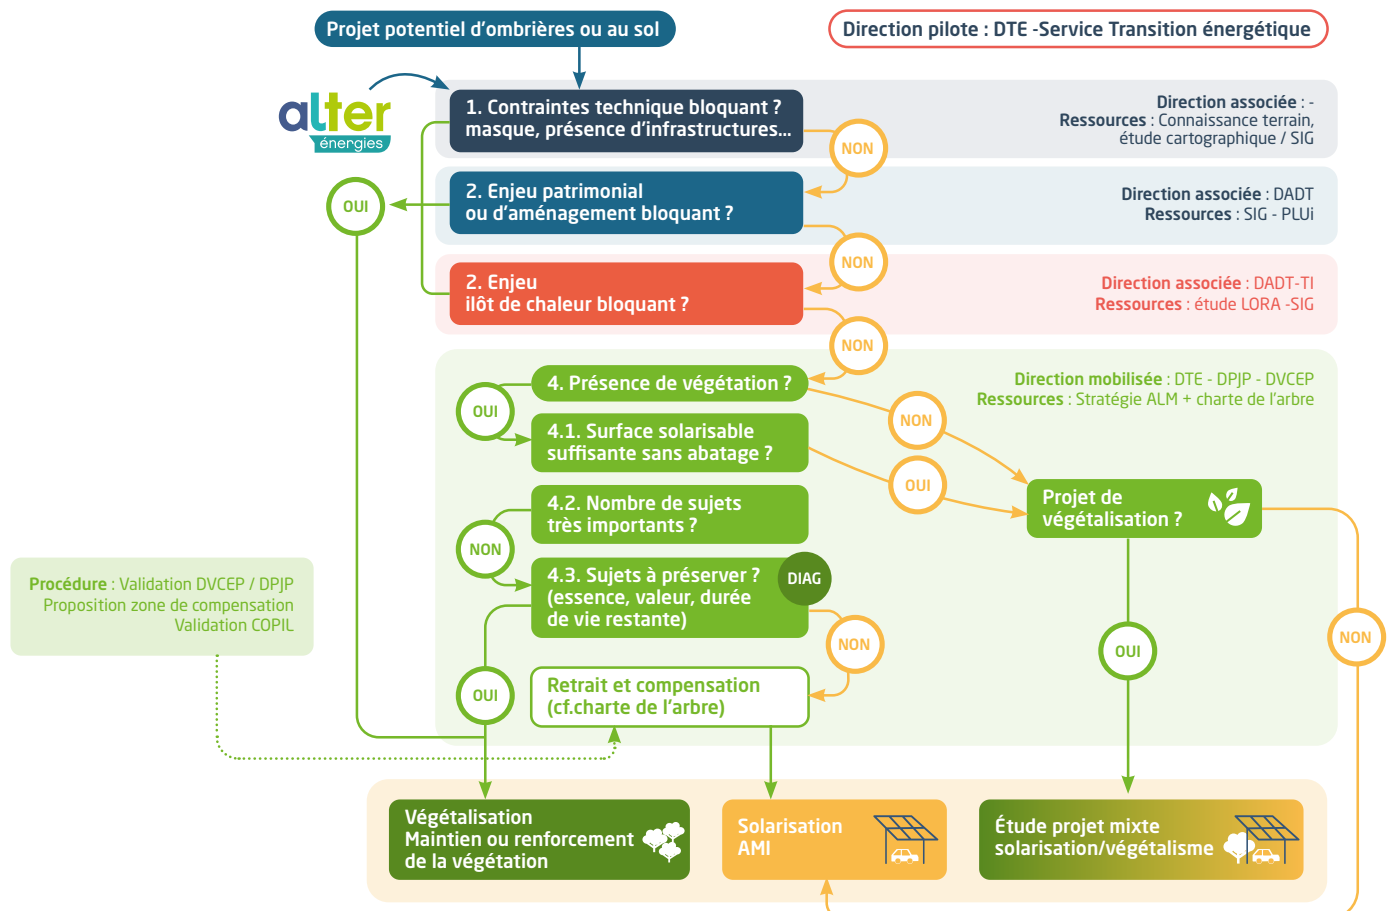 Projet potentiel d'ombrières ou au sol
Direction pilote : DTE -Service Transition énergétique
alter
énergies
1. Contraintes technique bloquant ?
masque, présence d'infrastructures...
Direction associée : -
Ressources : Connaissance terrain,
étude cartographique / SIG
NON
OUI
2. Enjeu patrimonial
ou d'aménagement bloquant ?
Direction associée : DADT
Ressources : SIG - PLUi
NON
2. Enjeu
ilôt de chaleur bloquant ?
Direction associée : DADT-TI
Ressources : étude LORA -SIG
NON
4. Présence de végétation ?
Direction mobilisée : DTE - DPJP - DVCEP
Ressources : Stratégie ALM + charte de l'arbre
OUI
NON
4.1. Surface solarisable
suffisante sans abatage ?
OUI
4.2. Nombre de sujets
très importants ?
Projet de
végétalisation ?
NON
4.3. Sujets à préserver ?
(essence, valeur, durée
de vie restante)
DIAG
Procédure : Validation DVCEP / DPJP
Proposition zone de compensation
Validation COPIL
NON
OUI
NON
OUI
Retrait et compensation
(cf.charte de l'arbre)
Végétalisation
Maintien ou renforcement
de la végétation
Solarisation
AMI
Étude projet mixte
solarisation/végétalisme